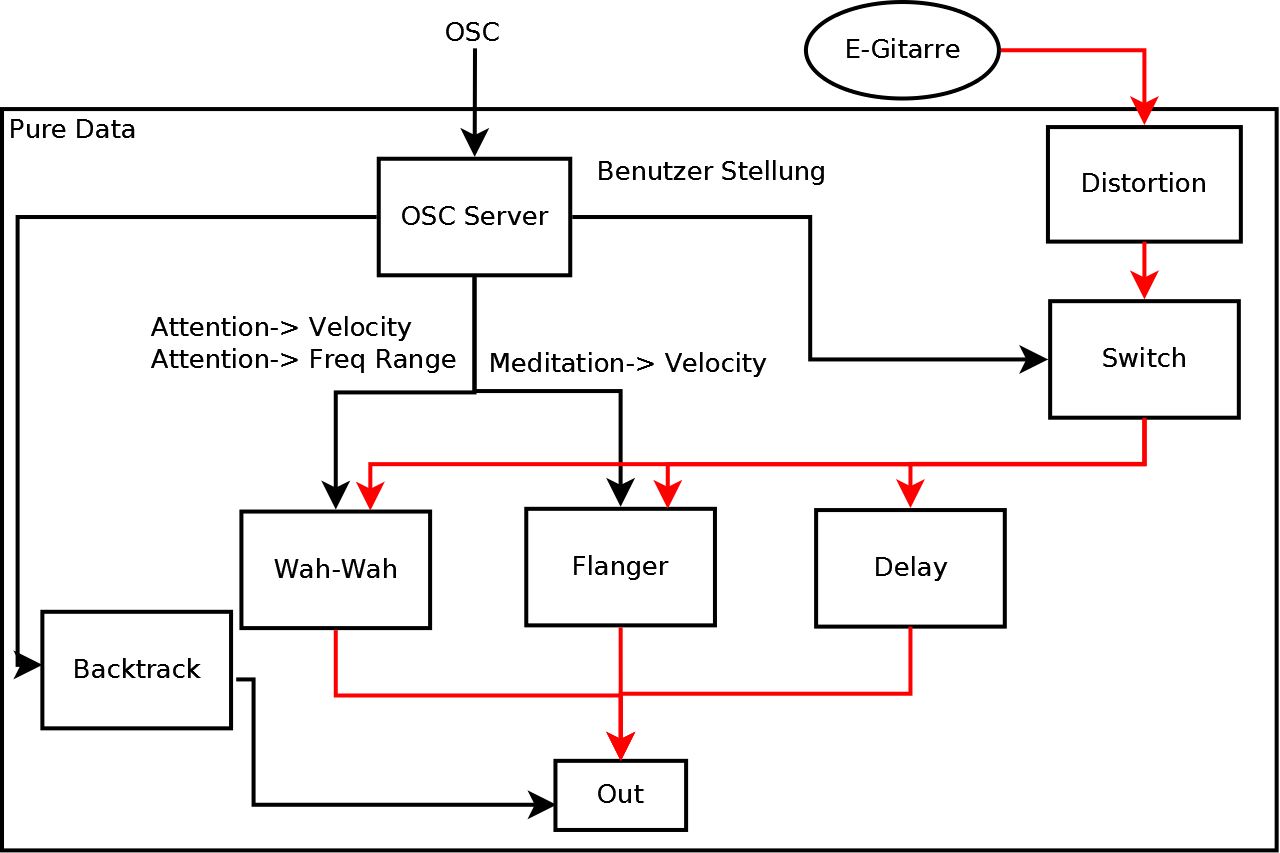 OSC
E-Gitarre
Pure Data
Benutzer Stellung
Distortion
OSC Server
Attention-> Velocity
Attention-> Freq Range
Meditation-> Velocity
Switch
Wah-Wah
Flanger
Delay
Backtrack
Out